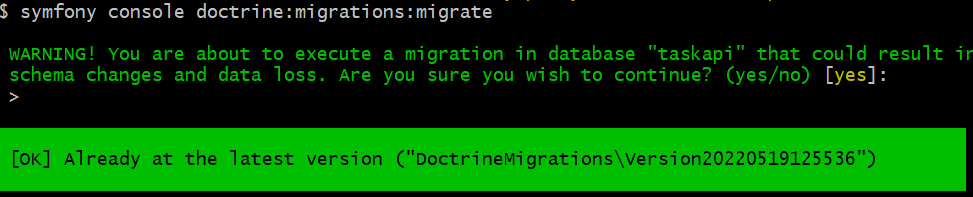 $ symfony console doctrine:migrations:migrate
WARNING! You are about to execute a migration in database "taskapi" that could result in
schema changes and data loss. Are you sure you wish to continue? (yes/no) [yes]:
>
[OK] Already at the latest version ("DoctrineMigrations\Version20220519125536")